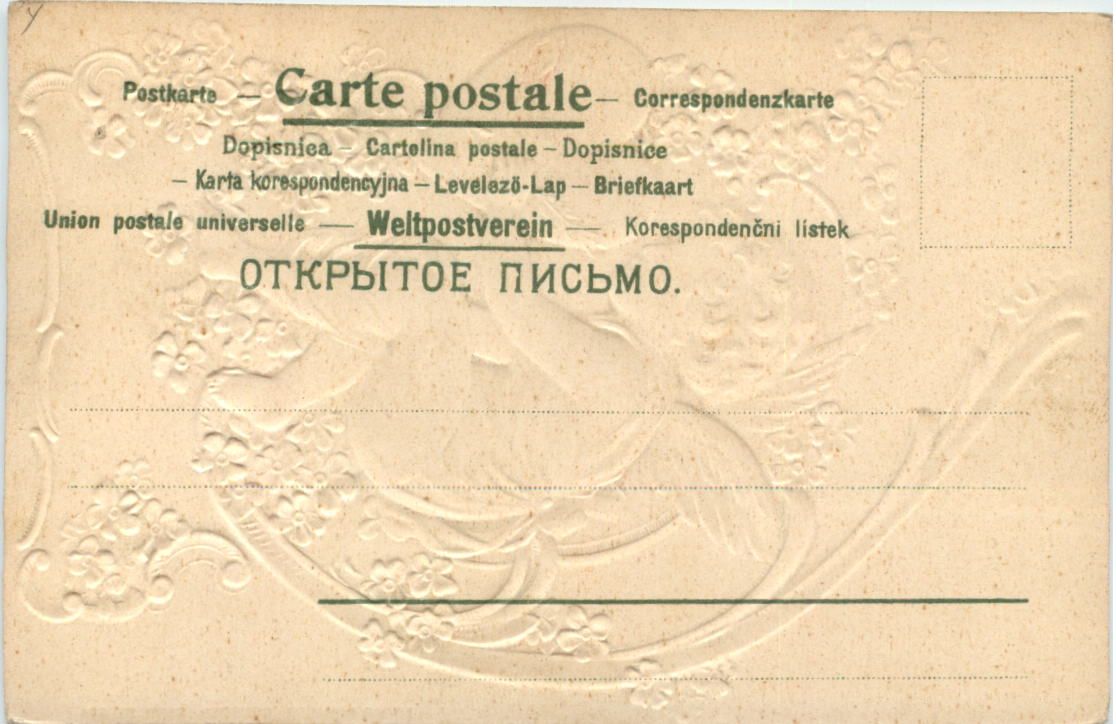 Postkarte — Carte postale — Correspondenzkarte
Dopisnica — Cartolina postale — Dopisnice
— Karta korespondencyjna — Levelező-Lap — Briefkaart
Union postale universelle — Weltpostverein — Korespondenčni lístek
ОТКРЫТОЕ ПИСЬМО.